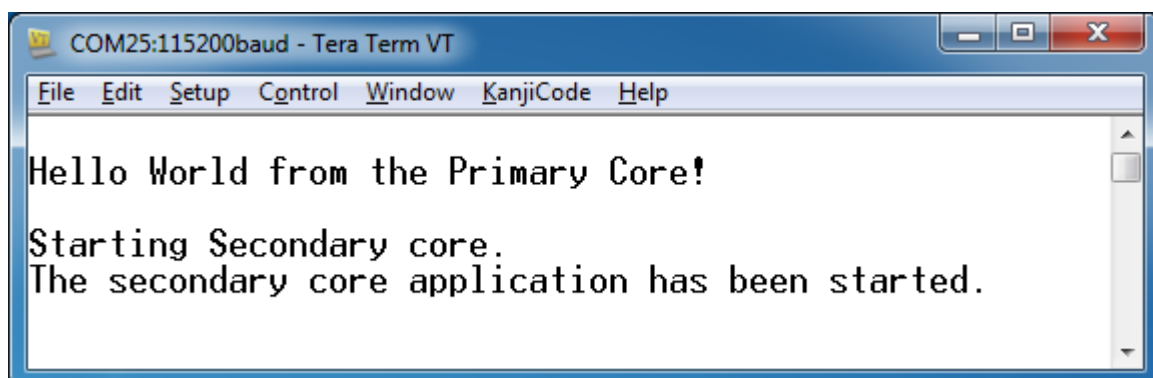 COM25:115200baud - Tera Term VT
File Edit Setup Control Window KanjiCode Help
Hello World from the Primary Core!
Starting Secondary core.
The secondary core application has been started.